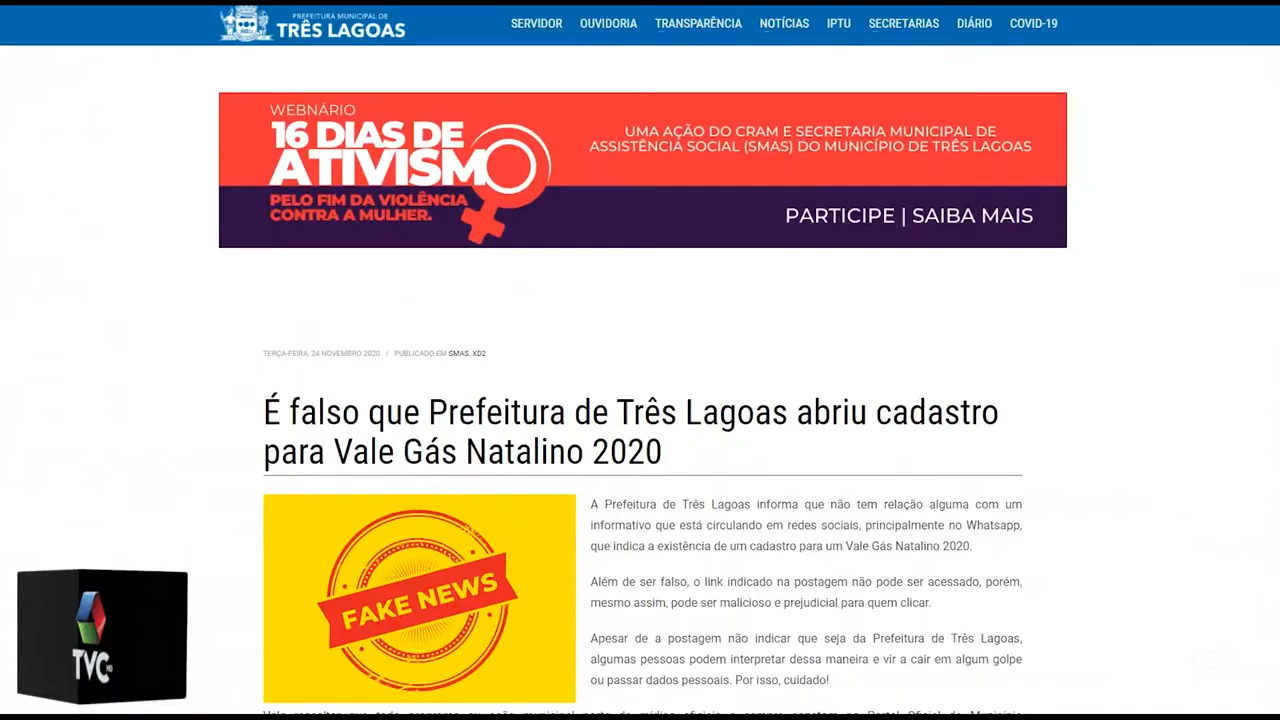 PREFEITURA MUNICIPAL DE
TRÊS LAGOAS
SERVIDOR OUVIDORIA TRANSPARÊNCIA NOTÍCIAS IPTU SECRETARIAS DIÁRIO COVID-19
WEBNÁRIO
16 DIAS DE
ATIVISMO
PELO FIM DA VIOLÊNCIA
CONTRA A MULHER.
UMA AÇÃO DO CRAM E SECRETARIA MUNICIPAL DE
ASSISTÊNCIA SOCIAL (SMAS) DO MUNICÍPIO DE TRÊS LAGOAS
PARTICIPE | SAIBA MAIS
TERÇA-FEIRA, 24 NOVEMBRO 2020 / PUBLICADO EM SMAS, XD2
É falso que Prefeitura de Três Lagoas abriu cadastro
para Vale Gás Natalino 2020
FAKE NEWS
A Prefeitura de Três Lagoas informa que não tem relação alguma com um
informativo que está circulando em redes sociais, principalmente no Whatsapp,
que indica a existência de um cadastro para um Vale Gás Natalino 2020.
Além de ser falso, o link indicado na postagem não pode ser acessado, porém,
mesmo assim, pode ser malicioso e prejudicial para quem clicar.
Apesar de a postagem não indicar que seja da Prefeitura de Três Lagoas,
algumas pessoas podem interpretar dessa maneira e vir a cair em algum golpe
ou passar dados pessoais. Por isso, cuidado!
TVC HD